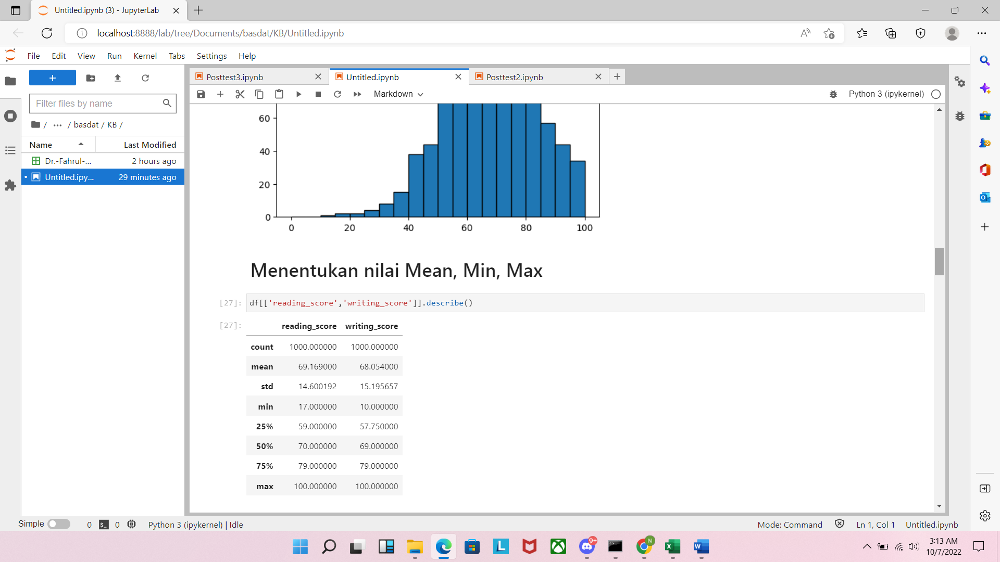 Untitled.ipynb (3) - JupyterLab
localhost:8888/lab/tree/Documents/basdat/KB/Untitled.ipynb
File Edit View Run Kernel Tabs Settings Help
Posttest3.ipynb Untitled.ipynb Posttest2.ipynb
Markdown Python 3 (ipykernel)
Filter files by name
/ ... / basdat / KB /
Name Last Modified
Dr.-Fahrul-... 2 hours ago
Untitled.ipy... 29 minutes ago
60
40
20
0
0 20 40 60 80 100
Menentukan nilai Mean, Min, Max
[27]: df[['reading_score','writing_score']].describe()
[27]: reading_score writing_score
count 1000.000000 1000.000000
mean 69.169000 68.054000
std 14.600192 15.195657
min 17.000000 10.000000
25% 59.000000 57.750000
50% 70.000000 69.000000
75% 79.000000 79.000000
max 100.000000 100.000000
Simple 0 $_ 0 Python 3 (ipykernel) | Idle Mode: Command Ln 1, Col 1 Untitled.ipynb
L 9+ N X W
3:13 AM
10/7/2022